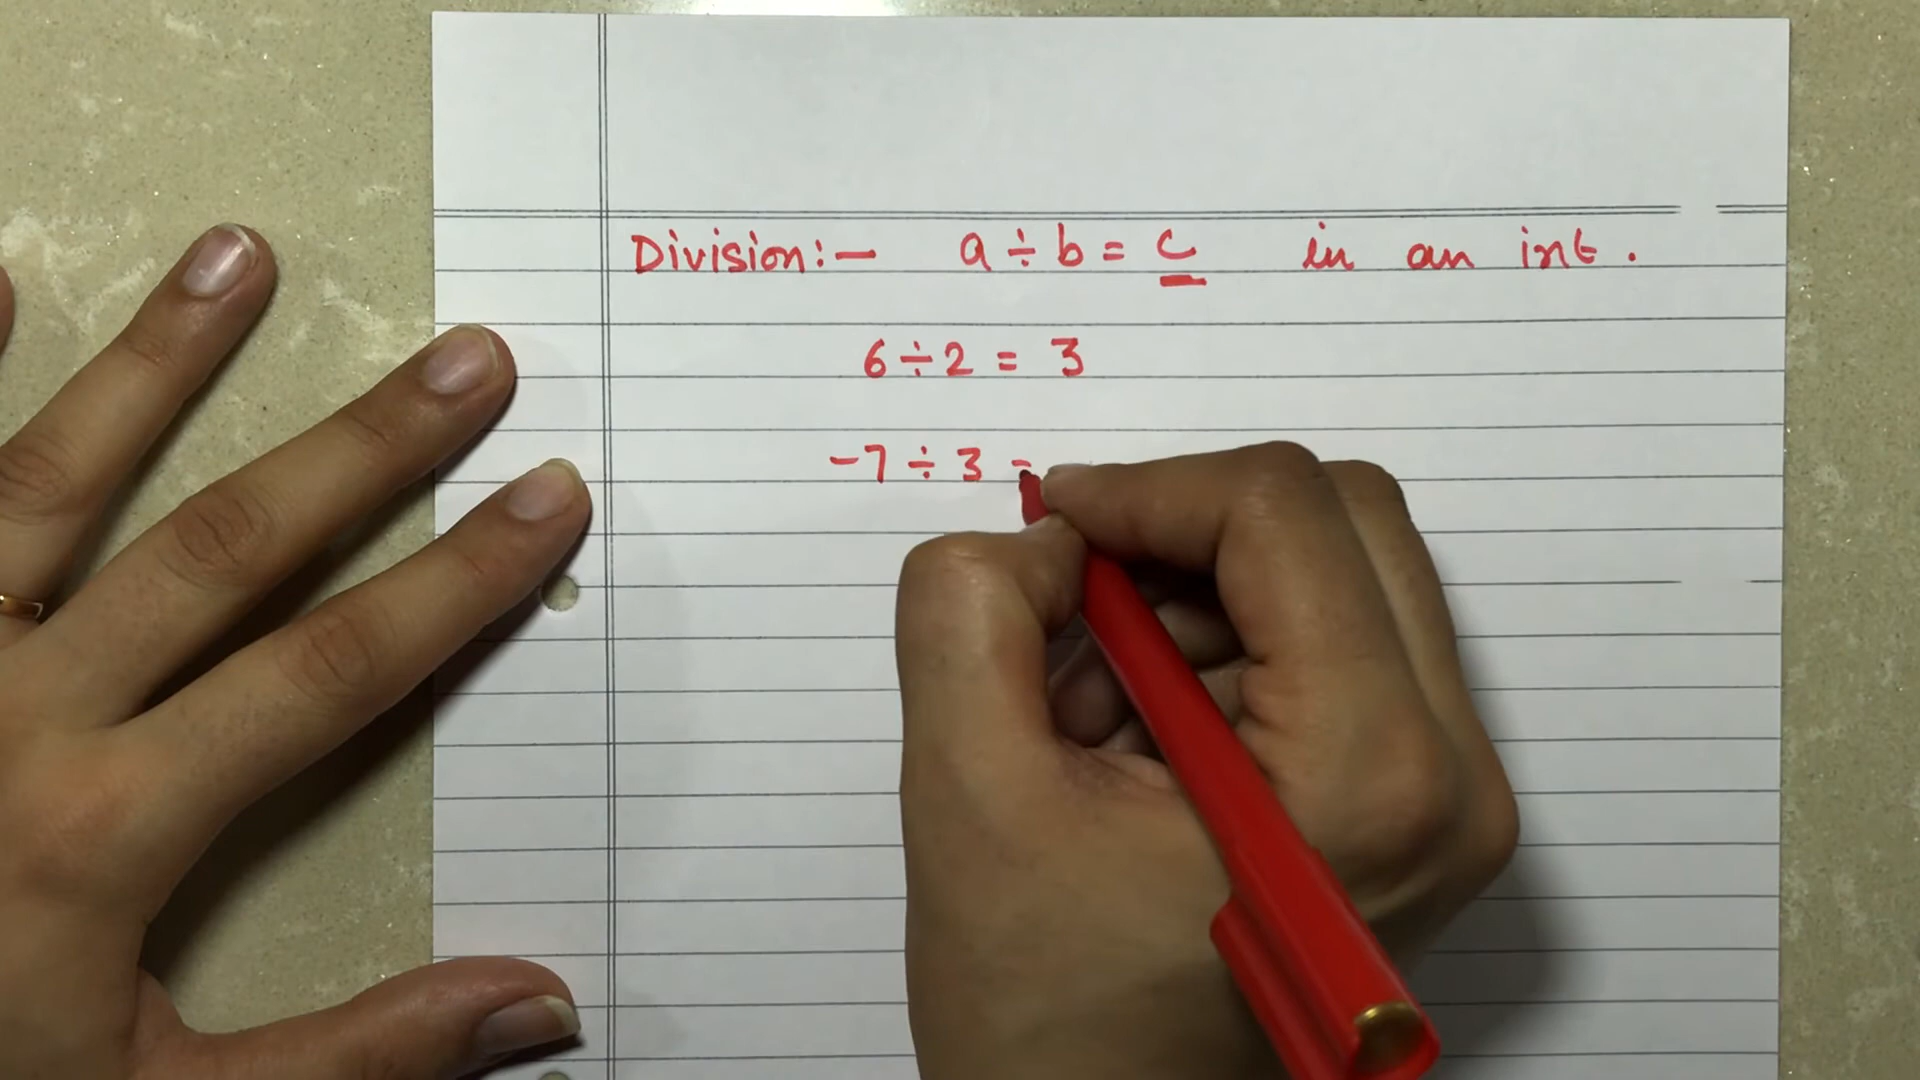 Division:- a ÷ b = c in an int.
6 ÷ 2 = 3
-7 ÷ 3 =